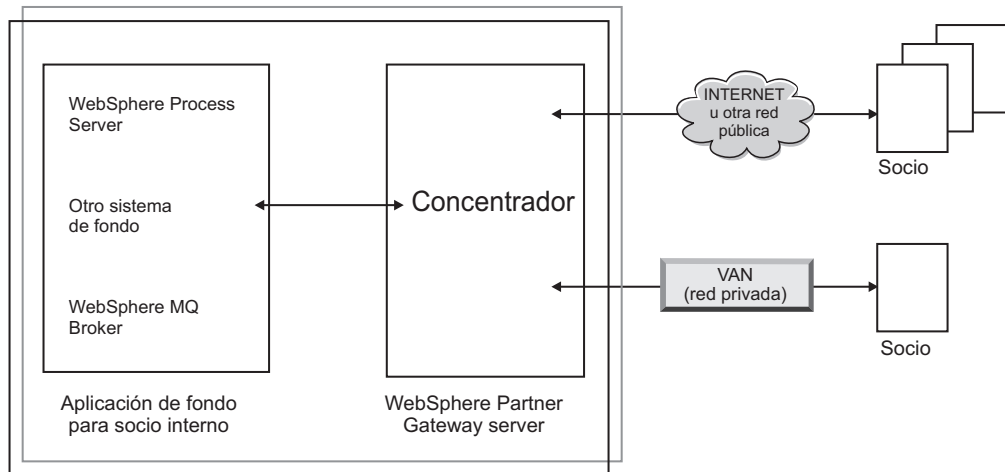 WebSphere Process
Server
Otro sistema
de fondo
WebSphere MQ
Broker
Aplicación de fondo
para socio interno
Concentrador
WebSphere Partner
Gateway server
INTERNET
u otra red
pública
Socio
VAN
(red privada)
Socio